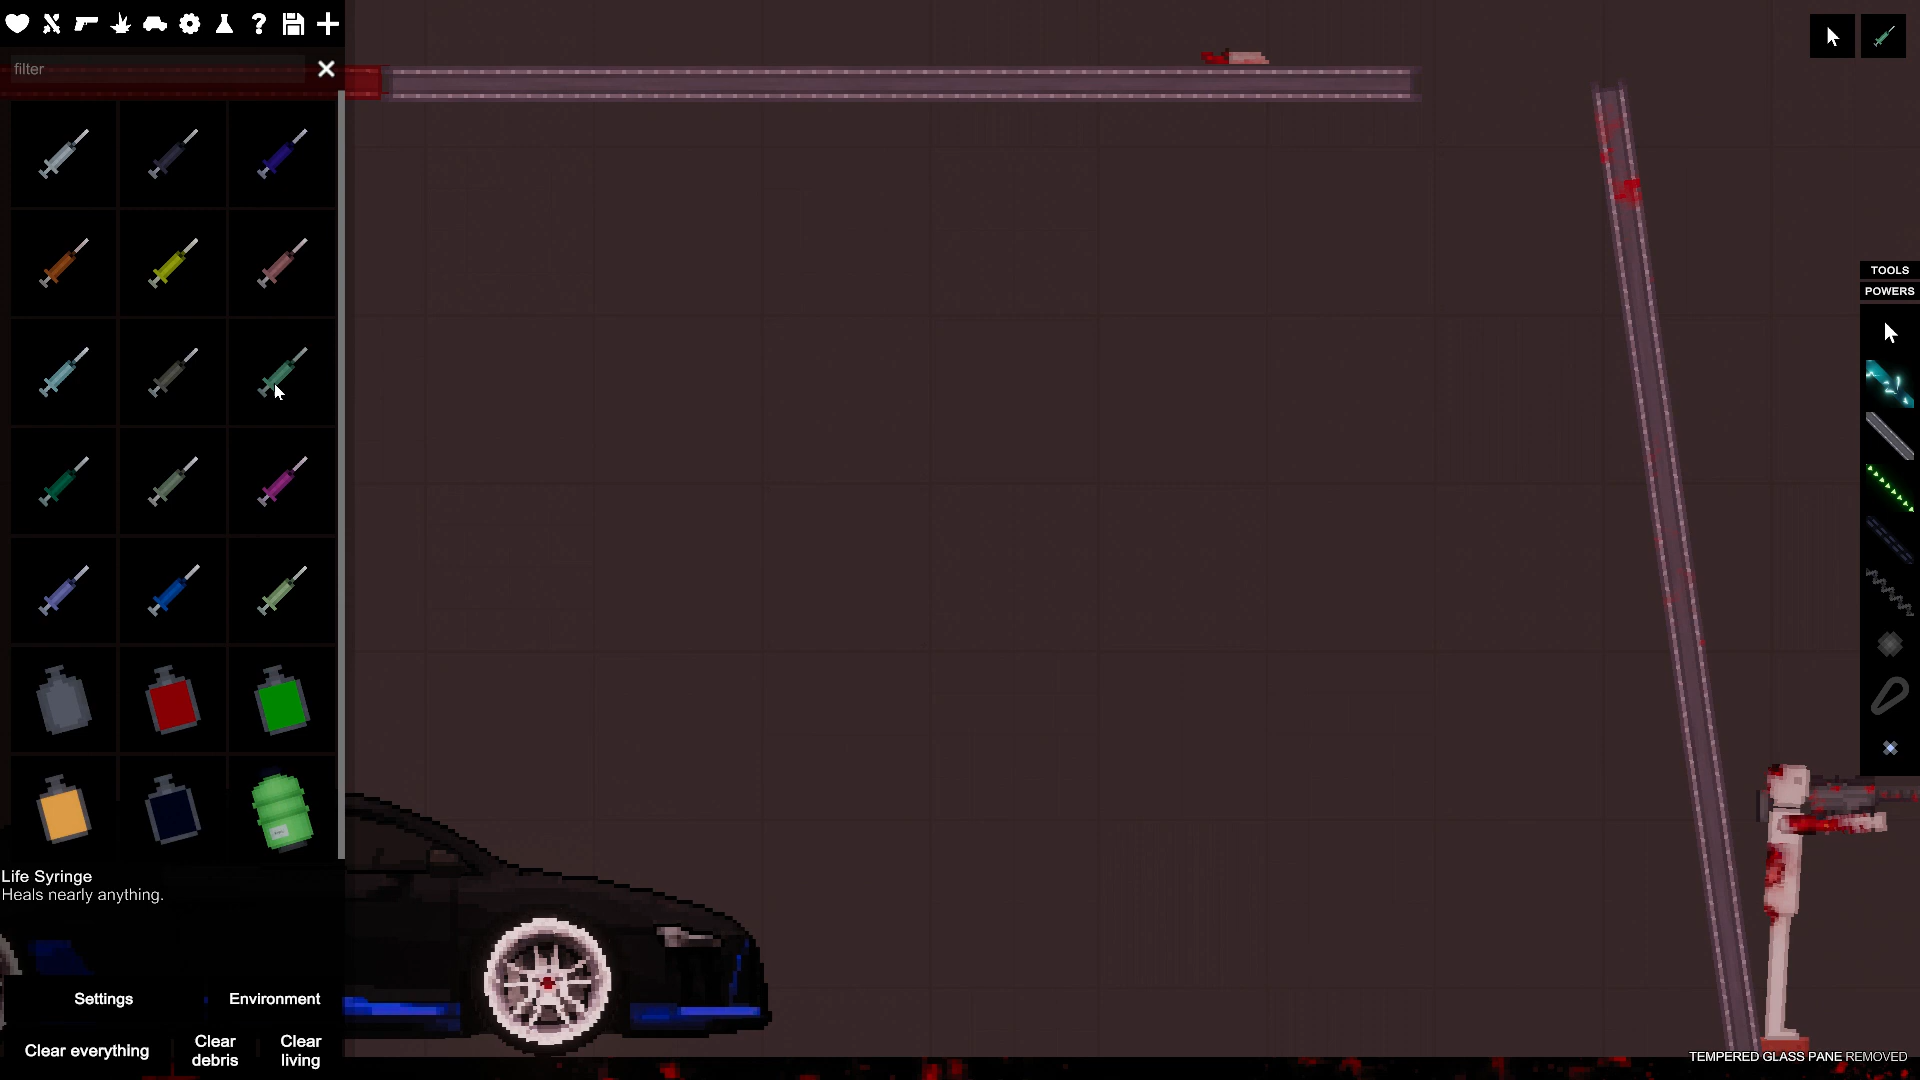 filter
TOOLS
POWERS
Life Syringe
Heals nearly anything.
Settings
Environment
Clear everything
Clear
debris
Clear
living
TEMPERED GLASS PANE REMOVED